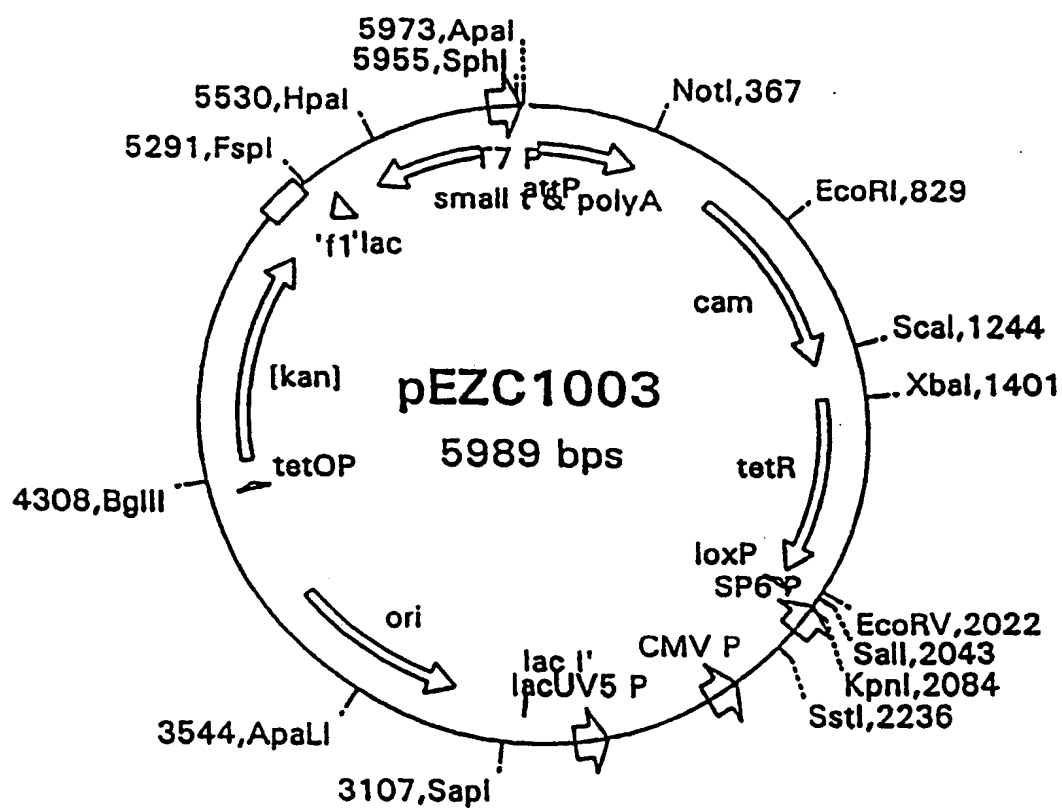 5973,ApaI
5955,SphI
5530,HpaI
NotI,367
5291,FspI
T7 P
attP
small t & polyA
EcoRI,829
'f1'lac
cam
ScaI,1244
[kan]
pEZC1003
XbaI,1401
5989 bps
tetOP
tetR
4308,BglII
loxP
SP6 P
ori
EcoRV,2022
CMV P
SalI,2043
lac I'
lacUV5 P
KpnI,2084
SstI,2236
3544,ApaLI
3107,SapI